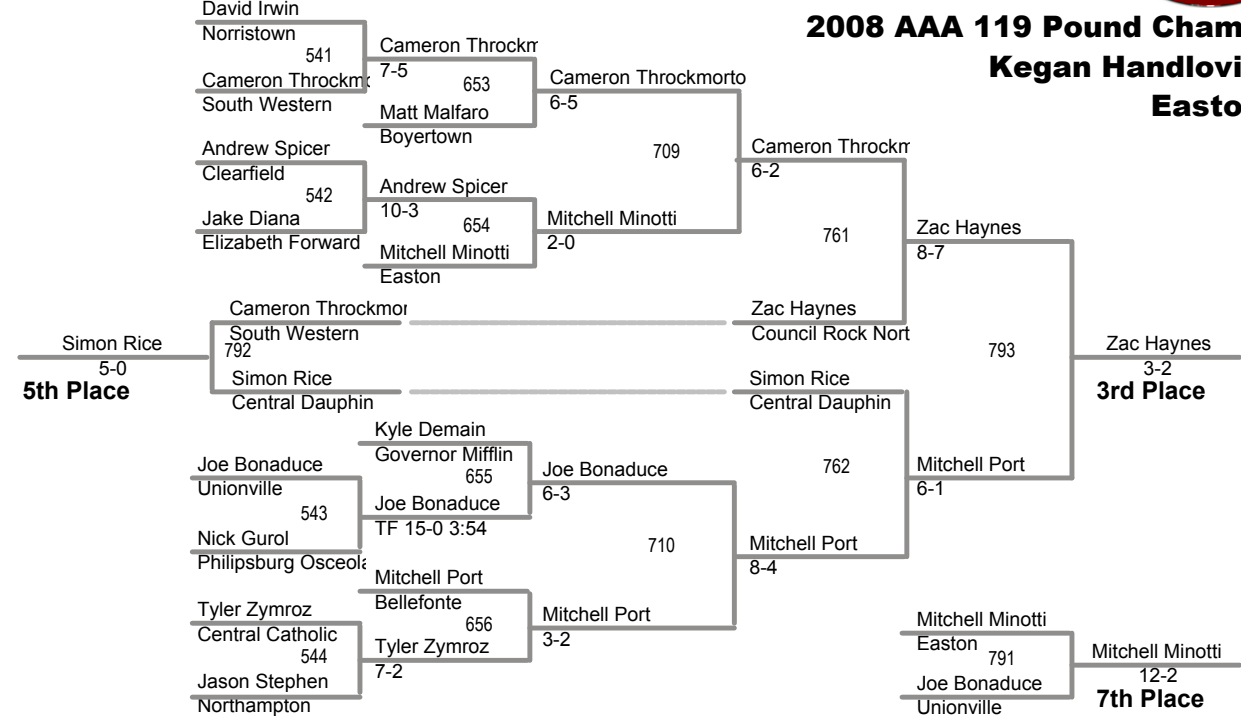 2008 AAA 119 Pound Cham
Kegan Handlovi
Easto
David Irwin
Norristown
541
Cameron Throckmo
South Western
Cameron Throckm
7-5
653
Matt Malfaro
Boyertown
Cameron Throckmorto
6-5
Andrew Spicer
Clearfield
542
Jake Diana
Elizabeth Forward
Andrew Spicer
10-3
654
Mitchell Minotti
Easton
Mitchell Minotti
2-0
709
Cameron Throckm
6-2
761
Zac Haynes
Council Rock Nort
Zac Haynes
8-7
Cameron Throckmor
South Western
792
Simon Rice
Central Dauphin
Simon Rice
5-0
5th Place
Simon Rice
Central Dauphin
793
Zac Haynes
3-2
3rd Place
Kyle Demain
Governor Mifflin
655
Joe Bonaduce
TF 15-0 3:54
Joe Bonaduce
6-3
Joe Bonaduce
Unionville
543
Nick Gurol
Philipsburg Osceola
710
Mitchell Port
8-4
762
Mitchell Port
6-1
Mitchell Port
Bellefonte
656
Tyler Zymroz
7-2
Mitchell Port
3-2
Tyler Zymroz
Central Catholic
544
Jason Stephen
Northampton
Mitchell Minotti
Easton
791
Joe Bonaduce
Unionville
Mitchell Minotti
12-2
7th Place